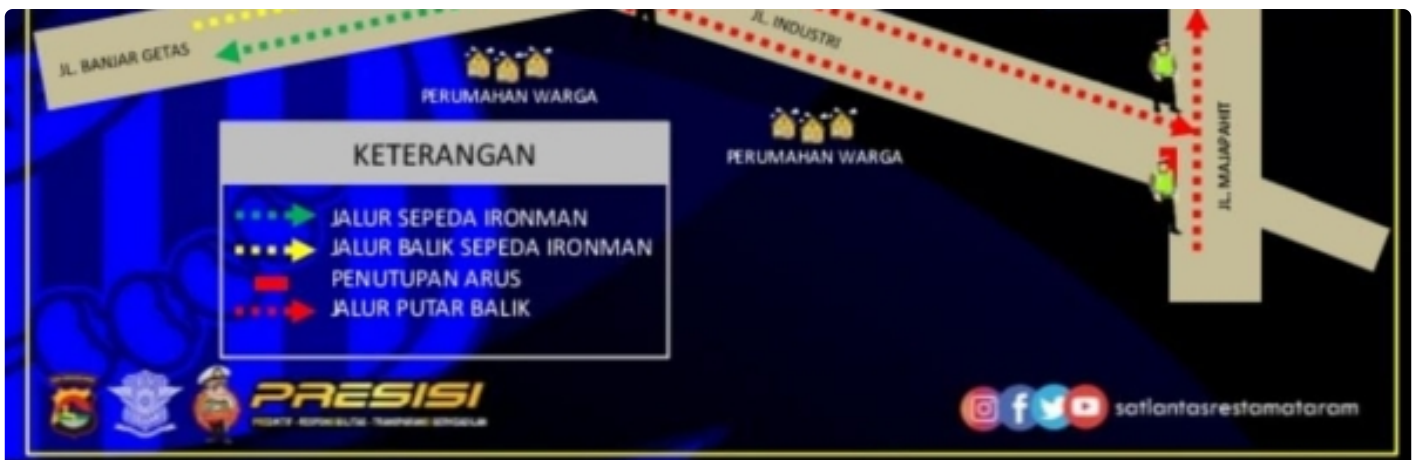 JL. INDUSTRI
JL. BANJAR GETAS
PERUMAHAN WARGA
PERUMAHAN WARGA
JL. MAJAPAHIT
KETERANGAN
JALUR SEPEDA IRONMAN
JALUR BALIK SEPEDA IRONMAN
PENUTUPAN ARUS
JALUR PUTAR BALIK
PRESISI
satlantasrestamataram